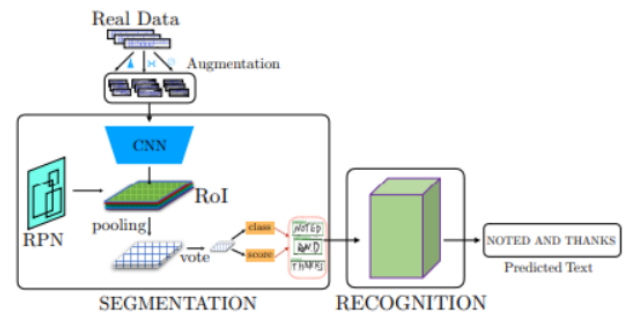 Real Data
Augmentation
CNN
RPN
RoI
pooling
vote
class
score
NOTED
THANKS
SEGMENTATION
RECOGNITION
NOTED AND THANKS
Predicted Text